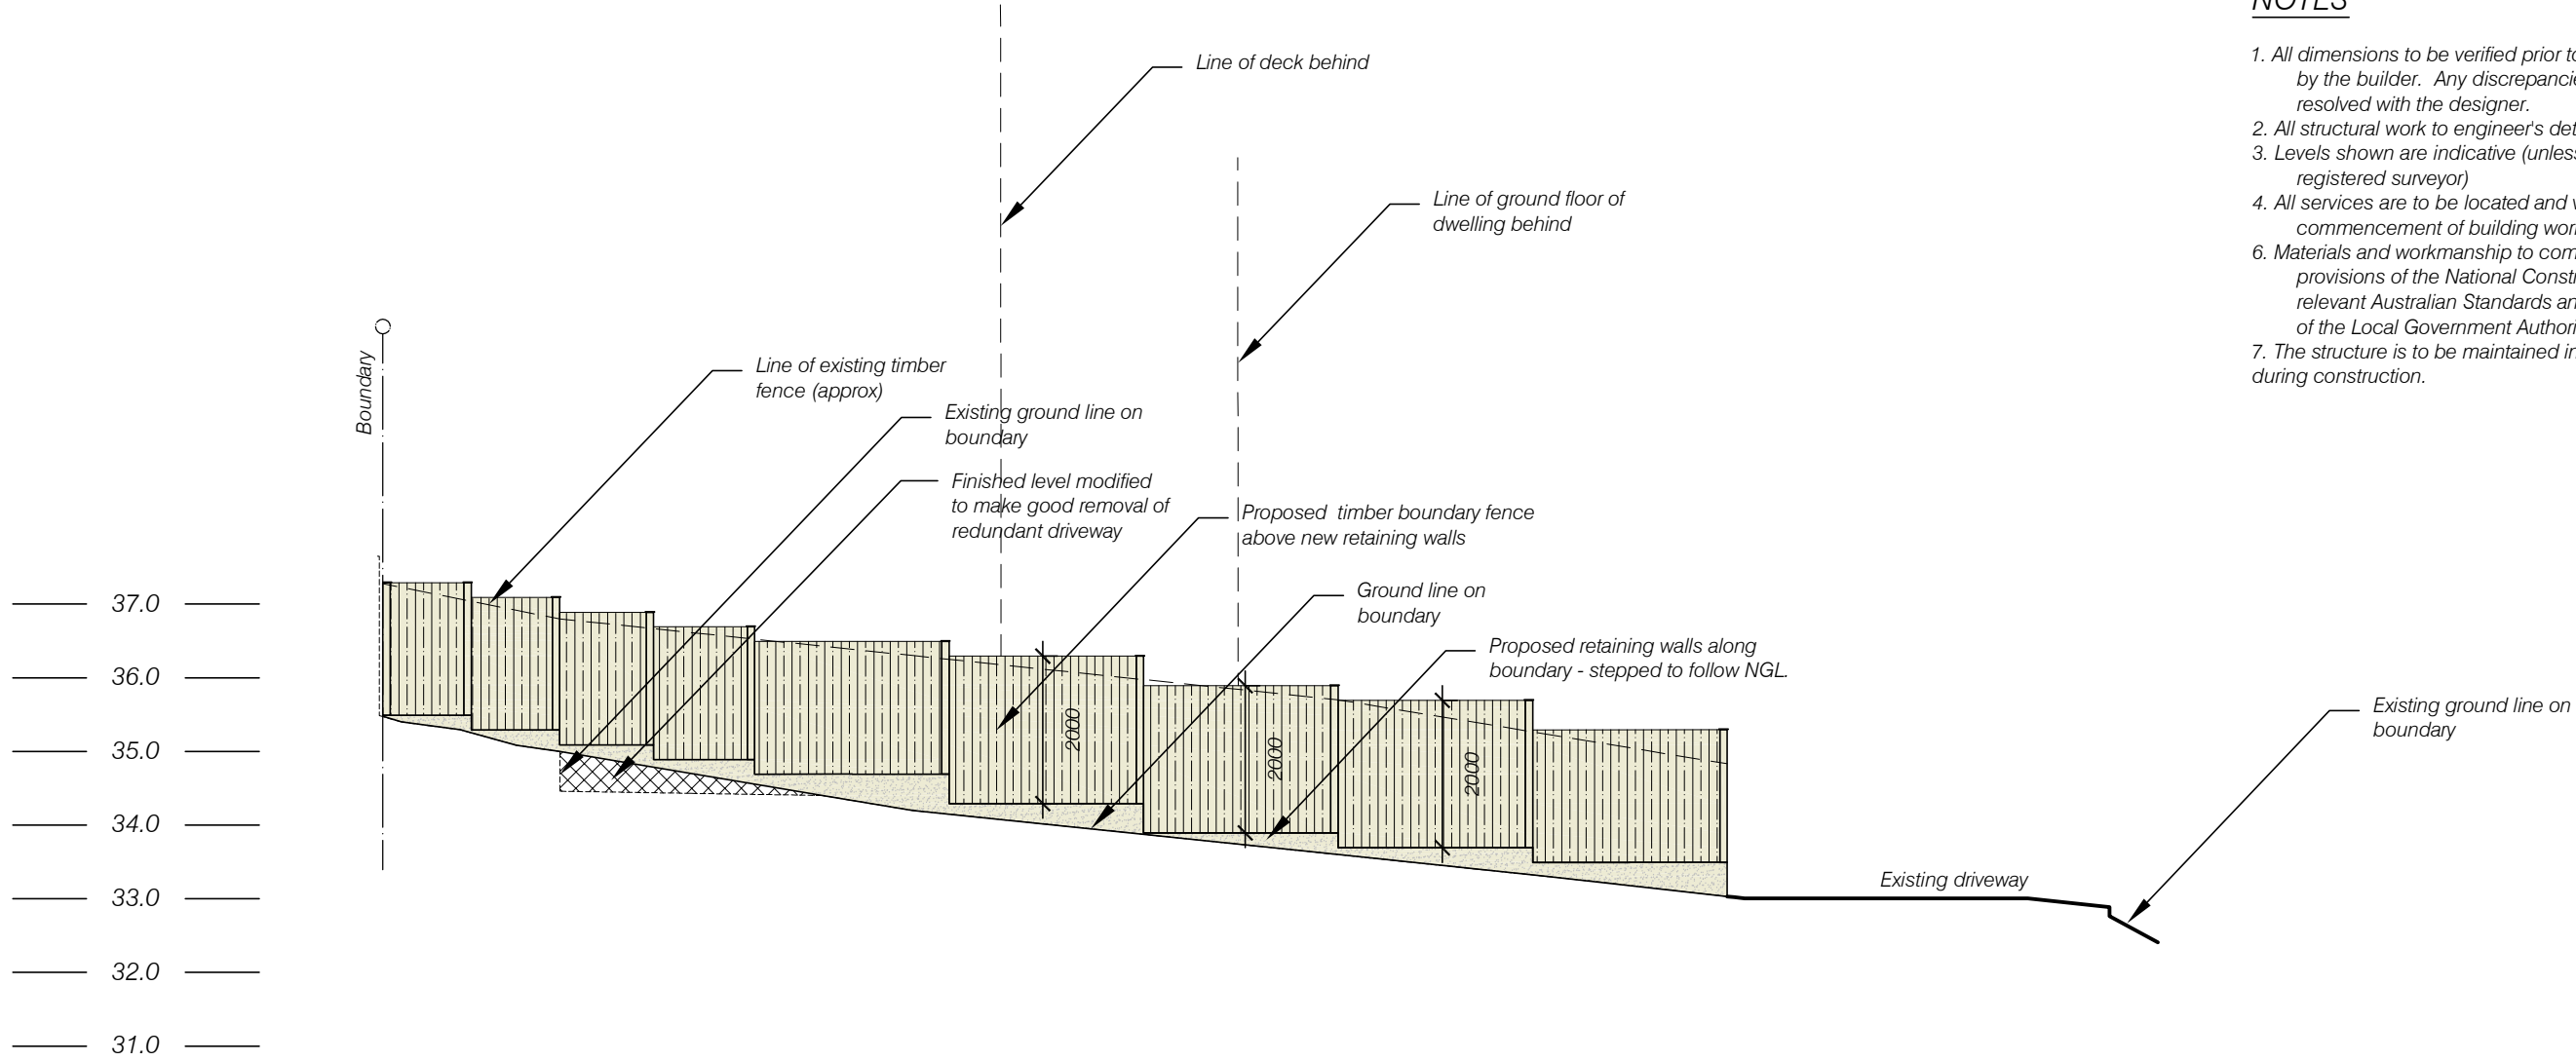 NOTES
1. All dimensions to be verified prior to
by the builder.  Any discrepancie
resolved with the designer.
2. All structural work to engineer's det
3. Levels shown are indicative (unless
registered surveyor)
4. All services are to be located and v
commencement of building wor
6. Materials and workmanship to com
provisions of the National Const
relevant Australian Standards an
of the Local Government Authori
7. The structure is to be maintained in
during construction.
Line of deck behind
Line of ground floor of
dwelling behind
Boundary
Line of existing timber
fence (approx)
Existing ground line on
boundary
Finished level modified
to make good removal of
redundant driveway
Proposed  timber boundary fence
above new retaining walls
Ground line on
boundary
Proposed retaining walls along
boundary - stepped to follow NGL.
Existing ground line on
boundary
2000
2000
2000
Existing driveway
37.0
36.0
35.0
34.0
33.0
32.0
31.0